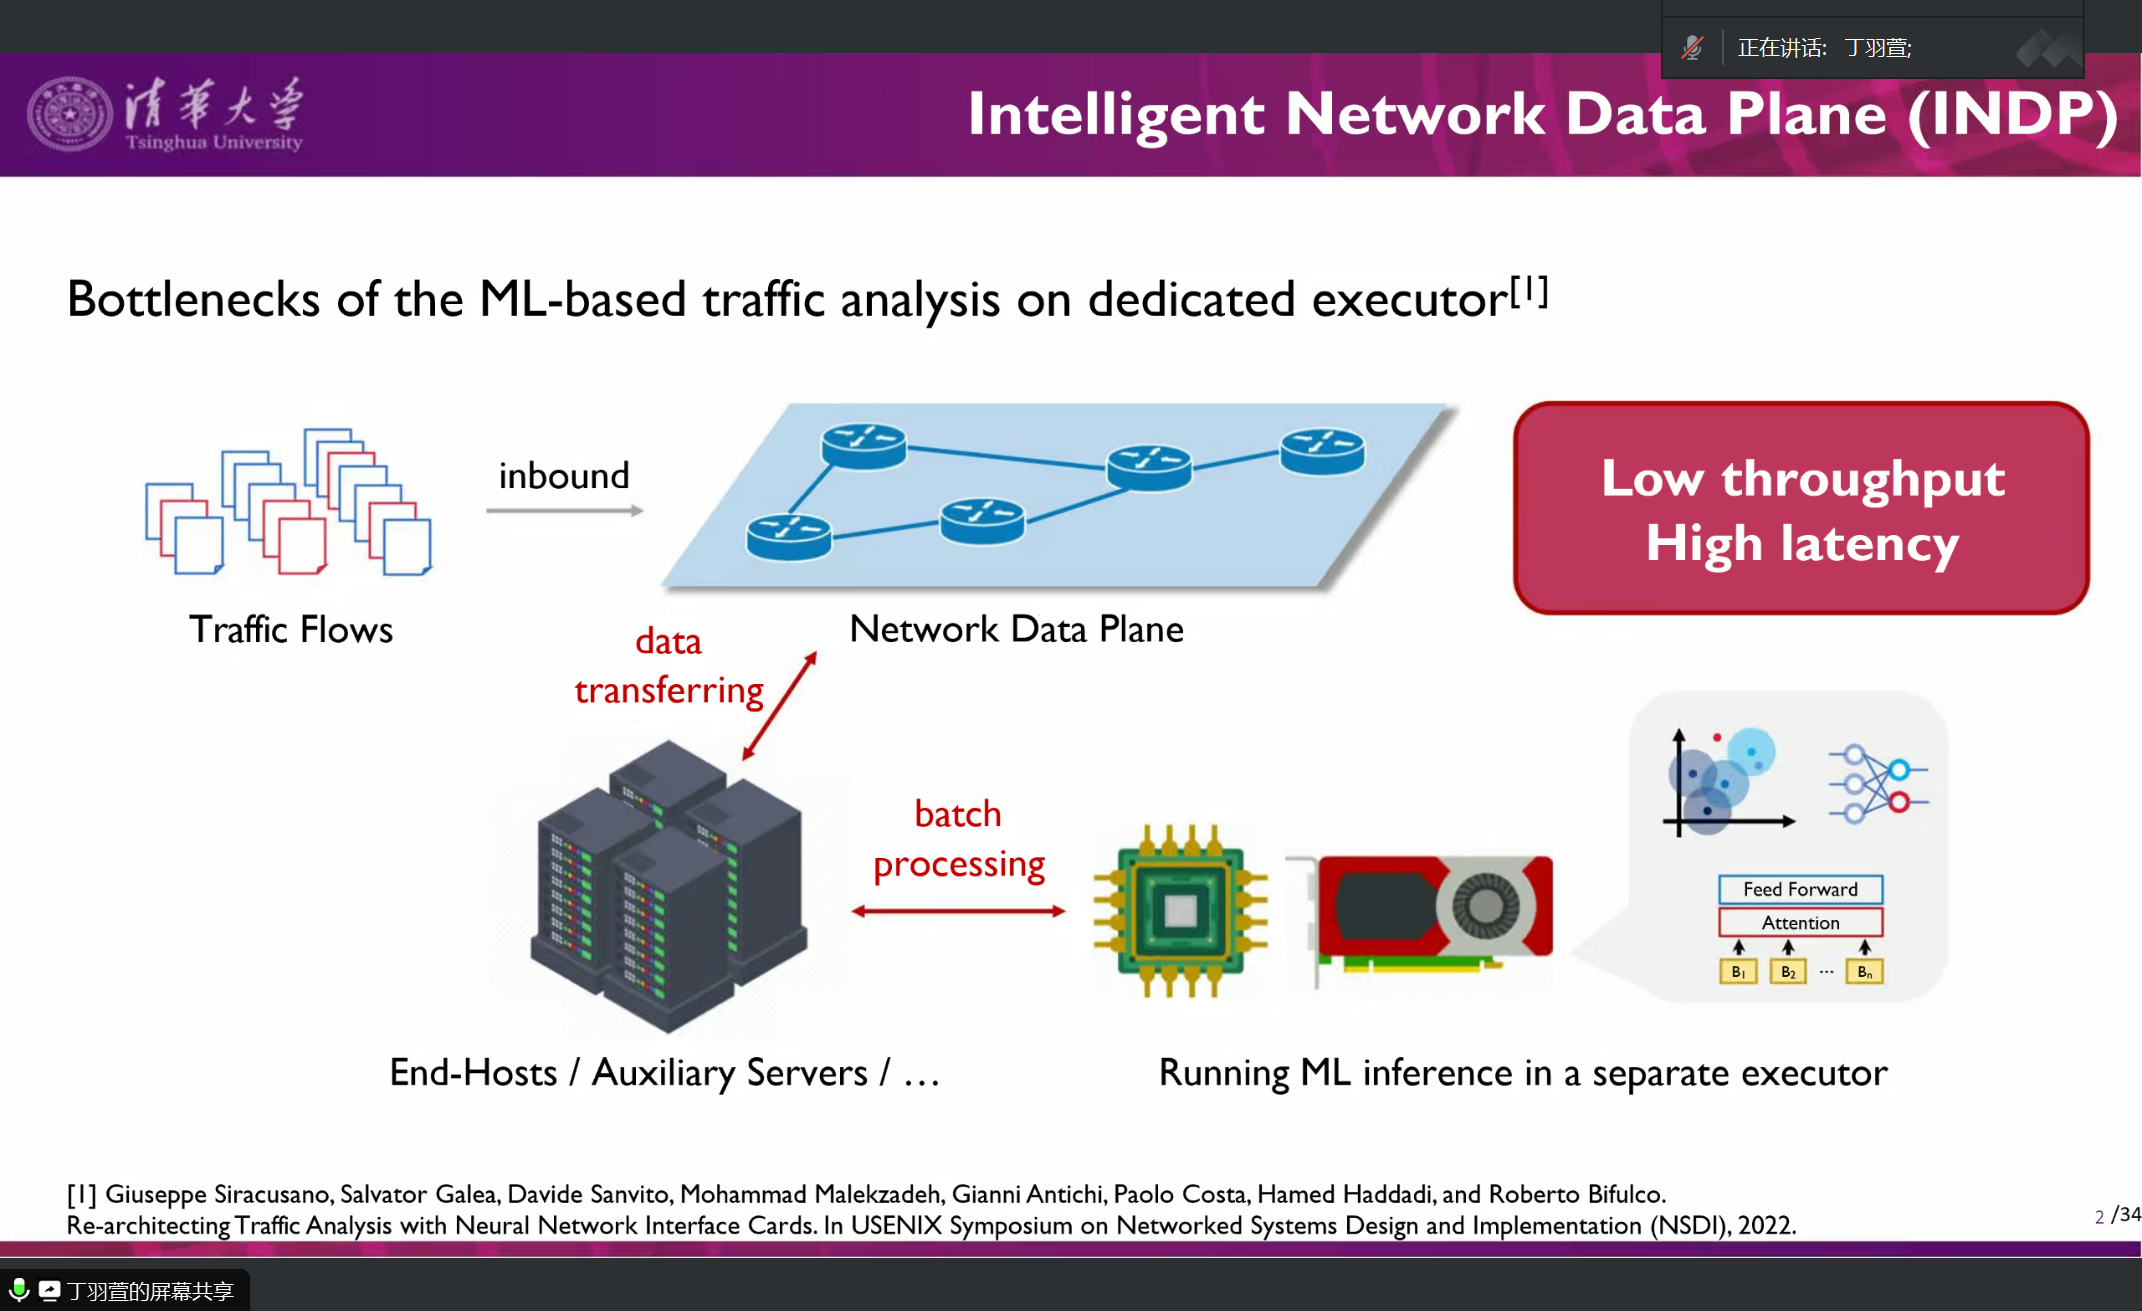 正在讲话: 丁羽萱;
清华大学
Tsinghua University
Intelligent Network Data Plane (INDP)
Bottlenecks of the ML-based traffic analysis on dedicated executor[1]
inbound
Low throughput
High latency
Traffic Flows
Network Data Plane
data
transferring
batch
processing
Feed Forward
Attention
B1 B2 ... Bn
End-Hosts / Auxiliary Servers / …
Running ML inference in a separate executor
[1] Giuseppe Siracusano, Salvator Galea, Davide Sanvito, Mohammad Malekzadeh, Gianni Antichi, Paolo Costa, Hamed Haddadi, and Roberto Bifulco.
Re-architecting Traffic Analysis with Neural Network Interface Cards. In USENIX Symposium on Networked Systems Design and Implementation (NSDI), 2022.
2 /34
丁羽萱的屏幕共享